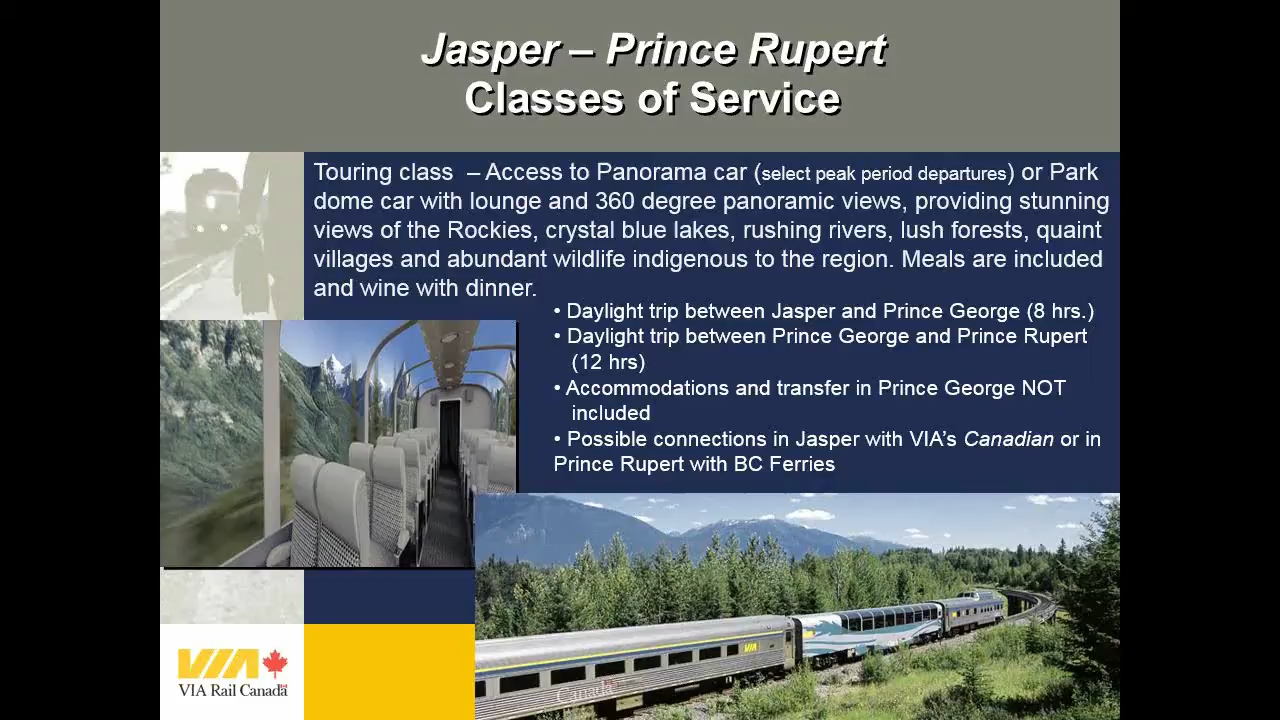 Jasper – Prince Rupert
Classes of Service
Touring class – Access to Panorama car (select peak period departures) or Park
dome car with lounge and 360 degree panoramic views, providing stunning
views of the Rockies, crystal blue lakes, rushing rivers, lush forests, quaint
villages and abundant wildlife indigenous to the region. Meals are included
and wine with dinner.
• Daylight trip between Jasper and Prince George (8 hrs.)
• Daylight trip between Prince George and Prince Rupert
(12 hrs)
• Accommodations and transfer in Prince George NOT
included
• Possible connections in Jasper with VIA's Canadian or in
Prince Rupert with BC Ferries
VIA
Canada
VIA
VIA Rail Canada